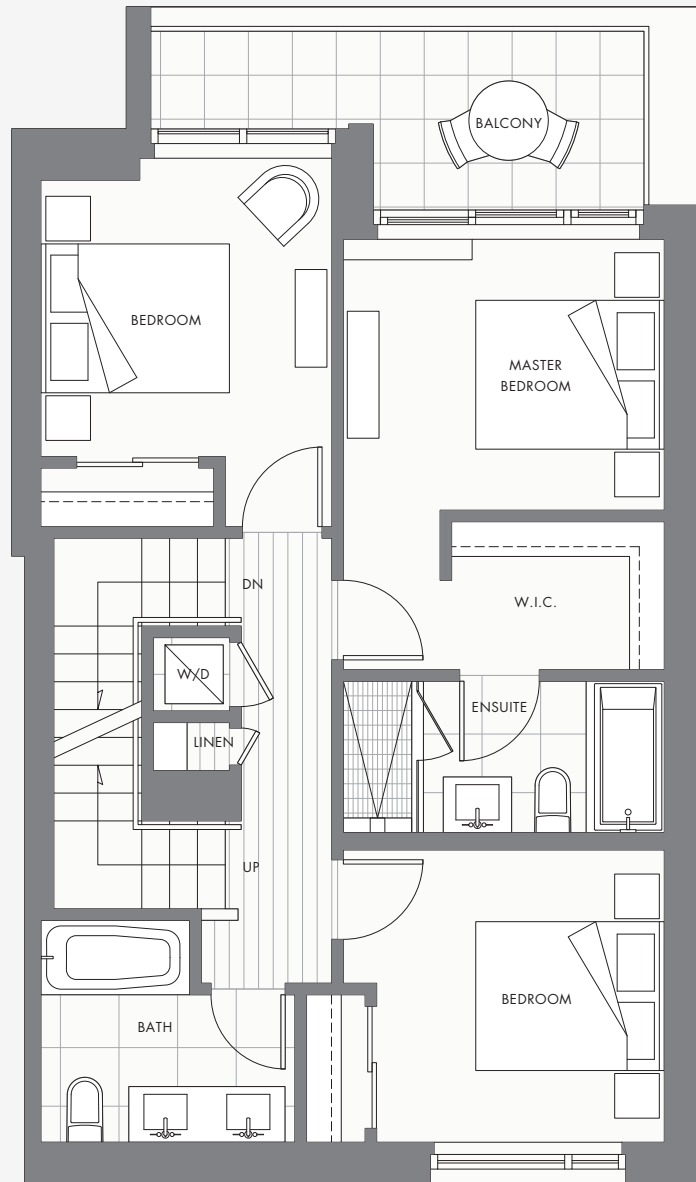 BALCONY
BEDROOM
MASTER
BEDROOM
DN
W.I.C.
W/D
ENSUITE
LINEN
UP
BEDROOM
BATH